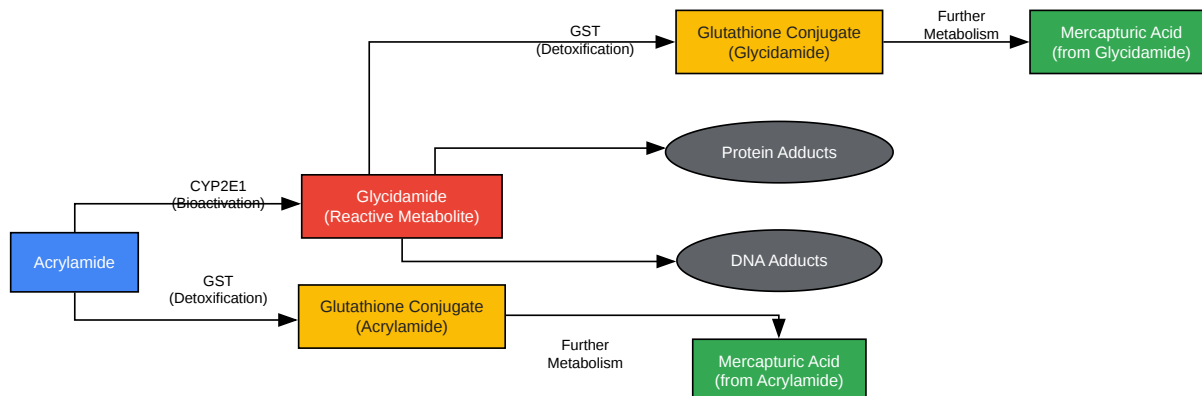 GST
(Detoxification)
Glutathione Conjugate
(Glycidamide)
Further
Metabolism
Mercapturic Acid
(from Glycidamide)
Protein Adducts
CYP2E1
(Bioactivation)
Glycidamide
(Reactive Metabolite)
Acrylamide
DNA Adducts
GST
(Detoxification)
Glutathione Conjugate
(Acrylamide)
Further
Metabolism
Mercapturic Acid
(from Acrylamide)